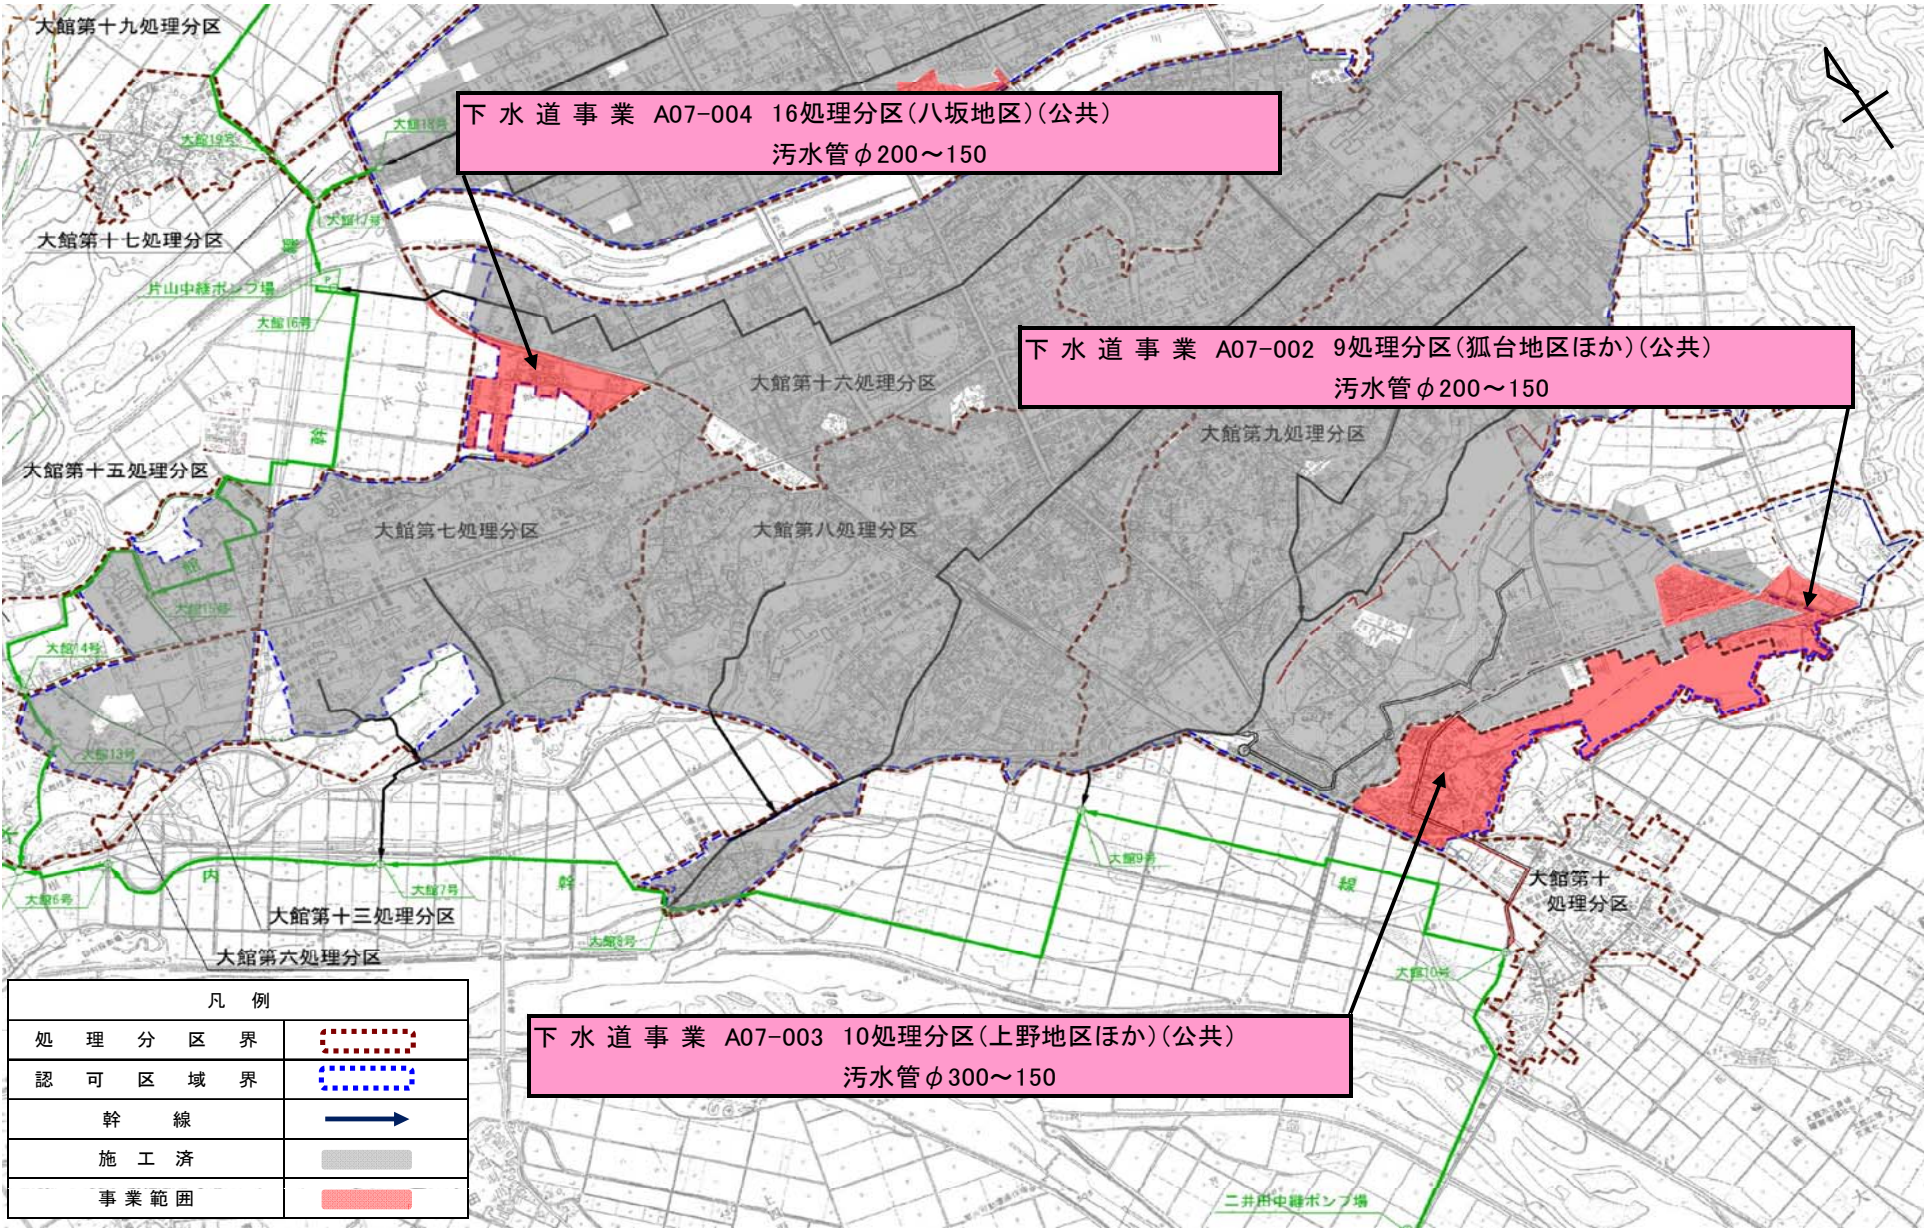 大館第十九処理分区
下水道事業 A07-004 16処理分区(八坂地区)(公共)
汚水管φ200～150
大館18号
大館19号
大館17号
大館第十七処理分区
線
片山中継ポンプ場
P
大館16号
下水道事業 A07-002 9処理分区(狐台地区ほか)(公共)
汚水管φ200～150
大館第十六処理分区
片山
幹
大館第九処理分区
大館第十五処理分区
大館第七処理分区
大館第八処理分区
館
大館15号
大館14号
大館13号
大館9号
大
内
大館7号
幹
線
大館6号
大館第十
処理分区
大館第十三処理分区
大館8号
大館第六処理分区
大館10号
凡例
処理分区界
認可区域界
幹線
施工済
事業範囲
下水道事業 A07-003 10処理分区(上野地区ほか)(公共)
汚水管φ300～150
二井田中継ポンプ場